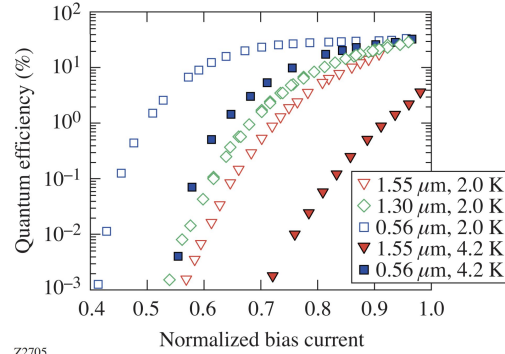 10²
10¹
10⁰
10⁻¹
10⁻²
10⁻³
Quantum efficiency (%)
1.55 μm, 2.0 K
1.30 μm, 2.0 K
0.56 μm, 2.0 K
1.55 μm, 4.2 K
0.56 μm, 4.2 K
0.4 0.5 0.6 0.7 0.8 0.9 1.0
Normalized bias current
Z2705